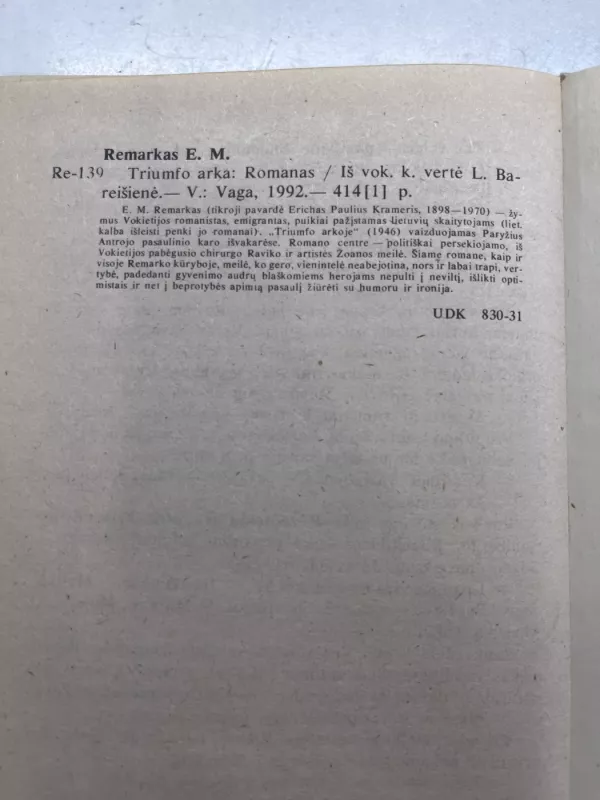 Remarkas E. M.
Re-139 Triumfo arka: Romanas / Iš vok. k. vertė L. Ba-
reišienė.— V.: Vaga, 1992.— 414[1] p.
E. M. Remarkas (tikroji pavardė Erichas Paulius Krameris, 1898—1970) — žy-
mus Vokietijos romanistas, emigrantas, puikiai pažįstamas Lietuvių skaitytojams (liet.
kalba išleisti penki jo romanai). „Triumfo arkoje“ (1946) vaizduojamas Paryžius
Antrojo pasaulinio karo išvakarėse. Romano centre — politiškai persekiojamo, iš
Vokietijos pabėgusio chirurgo Raviko ir artistės Žoanos meilė. Šiame romane, kaip ir
visoje Remarko kūryboje, meilė, ko gero, vienintelė neabejotina, nors ir labai trapi, ver-
tybė, padedanti gyvenimo audrų blaškomiems herojams nepulti į neviltį, išlikti opti-
mistais ir net į beprotybės apimtą pasaulį žiūrėti su humoru ir ironija.
UDK 830-31